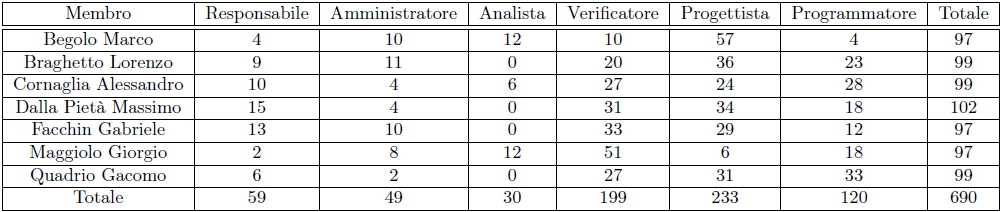 Membro Responsabile Amministratore Analista Verificatore Progettista Programmatore Totale
Begolo Marco 4 10 12 10 57 4 97
Braghetto Lorenzo 9 11 0 20 36 23 99
Cornaglia Alessandro 10 4 6 27 24 28 99
Dalla Pietà Massimo 15 4 0 31 34 18 102
Facchin Gabriele 13 10 0 33 29 12 97
Maggiolo Giorgio 2 8 12 51 6 18 97
Quadrio Gacomo 6 2 0 27 31 33 99
Totale 59 49 30 199 233 120 690